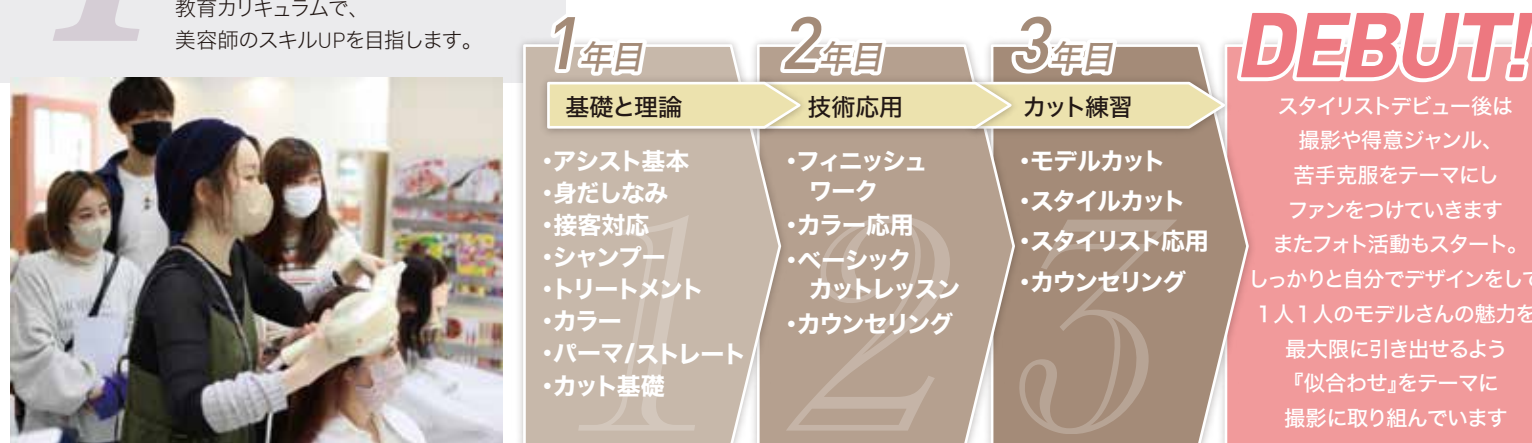 教育カリキュラムで、
美容師のスキルUPを目指します。
1年目
基礎と理論
・アシスト基本
・身だしなみ
・接客対応
・シャンプー
・トリートメント
・カラー
・パーマ/ストレート
・カット基礎
1
2年目
技術応用
・フィニッシュ
ワーク
・カラー応用
・ベーシック
カットレッスン
・カウンセリング
2
3年目
カット練習
・モデルカット
・スタイルカット
・スタイリスト応用
・カウンセリング
3
DEBUT!
スタイリストデビュー後は
撮影や得意ジャンル、
苦手克服をテーマにし
ファンをつけていきます
またフォト活動もスタート。
しっかりと自分でデザインをして
1人1人のモデルさんの魅力を
最大限に引き出せるよう
『似合わせ』をテーマに
撮影に取り組んでいます